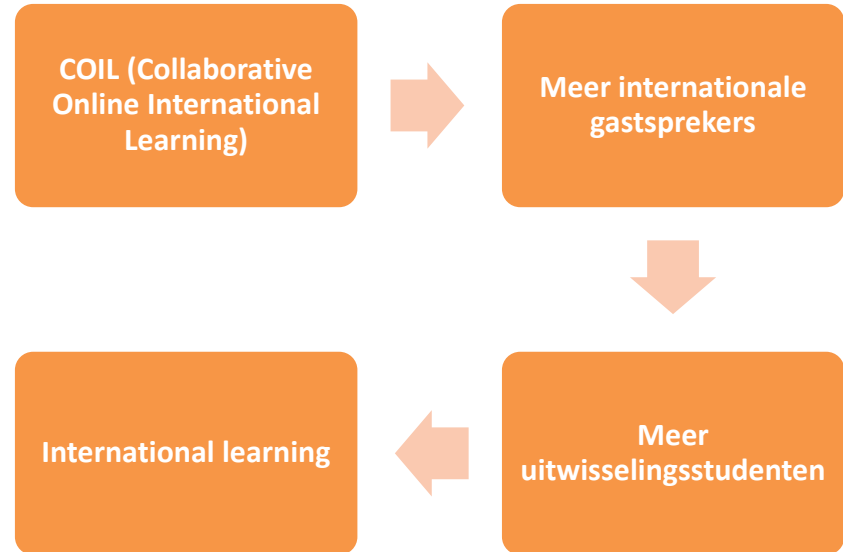 COIL (Collaborative
Online International
Learning)
Meer internationale
gastsprekers
Meer
uitwisselingsstudenten
International learning